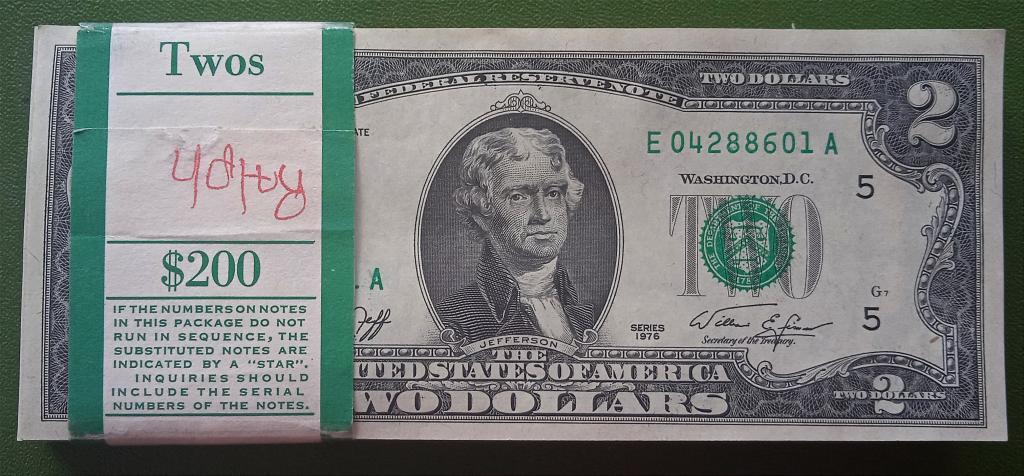 Twos
$200
IF THE NUMBERS ON NOTES
IN THIS PACKAGE DO NOT
RUN IN SEQUENCE, THE
SUBSTITUTED NOTES ARE
INDICATED BY A "STAR".
INQUIRIES SHOULD
INCLUDE THE SERIAL
NUMBERS OF THE NOTES.
FEDERAL RESERVE NOTE
TWO DOLLARS
2
E 04288601 A
WASHINGTON, D.C.
5
TWO
A
G7
5
SERIES
1976
Secretary of the Treasury.
JEFFERSON
THE
ITED STATES OF AMERICA
WO DOLLARS
2
TWO DOLLARS